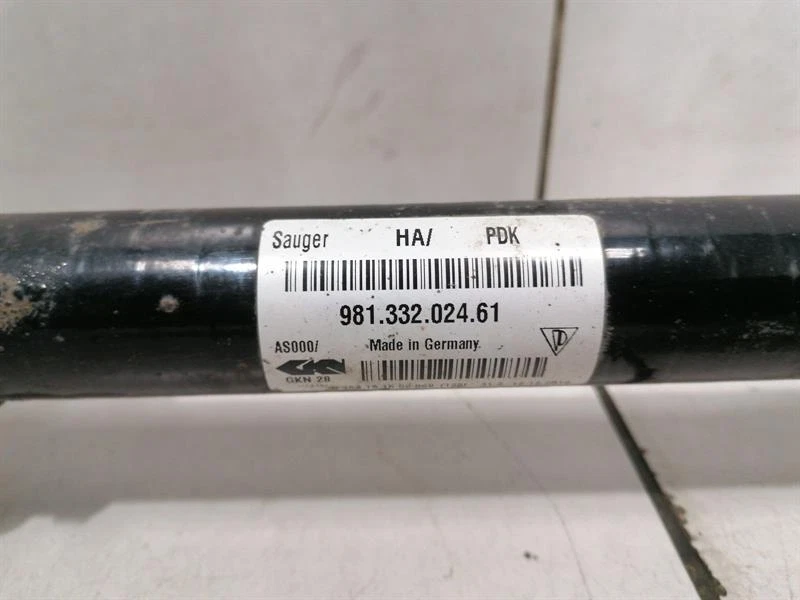 Sauger HA/ PDK
981.332.024.61
AS000/ Made in Germany
GKN 28